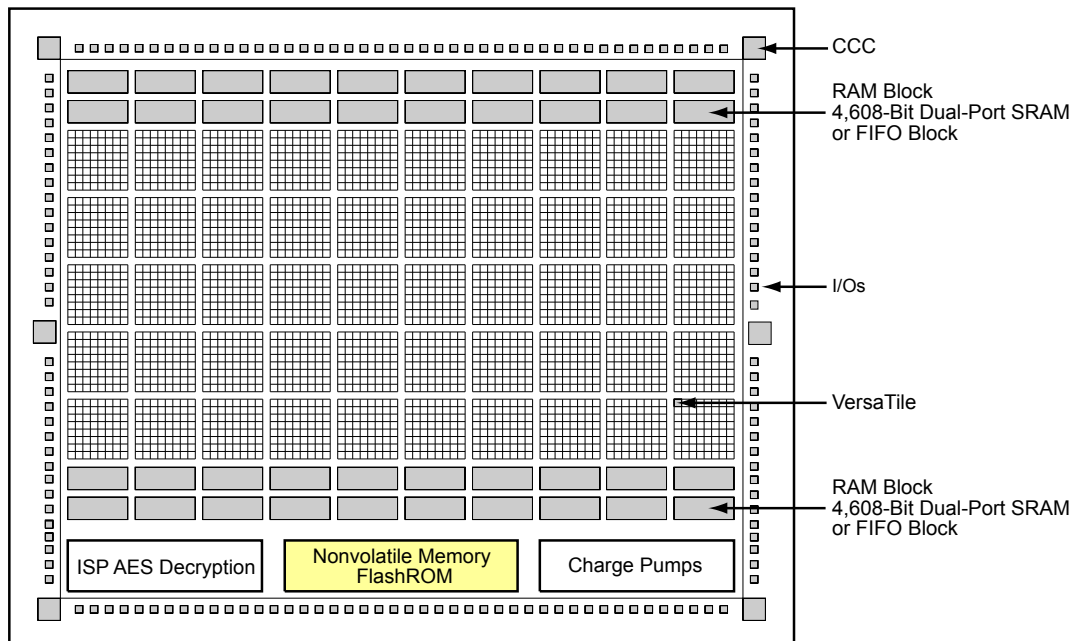 CCC
RAM Block
4,608-Bit Dual-Port SRAM
or FIFO Block
I/Os
VersaTile
RAM Block
4,608-Bit Dual-Port SRAM
or FIFO Block
ISP AES Decryption
Nonvolatile Memory
FlashROM
Charge Pumps